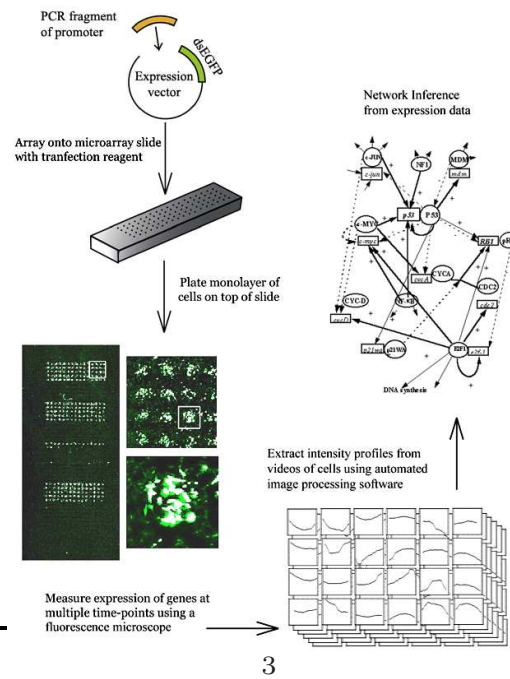 PCR fragment
of promoter
dsEGFP
Expression
vector
Array onto microarray slide
with tranfection reagent
Plate monolayer of
cells on top of slide
Measure expression of genes at
multiple time-points using a
fluorescence microscope
Extract intensity profiles from
videos of cells using automated
image processing software
Network Inference
from expression data
c-JUN
c-jun
NF1
MDM
mdm
p53
P53
c-MYC
c-myc
RB1
CYCA
cycA
CDC2
cdc2
CYC-D
p21WA
E2F1
DNA synthesis
3